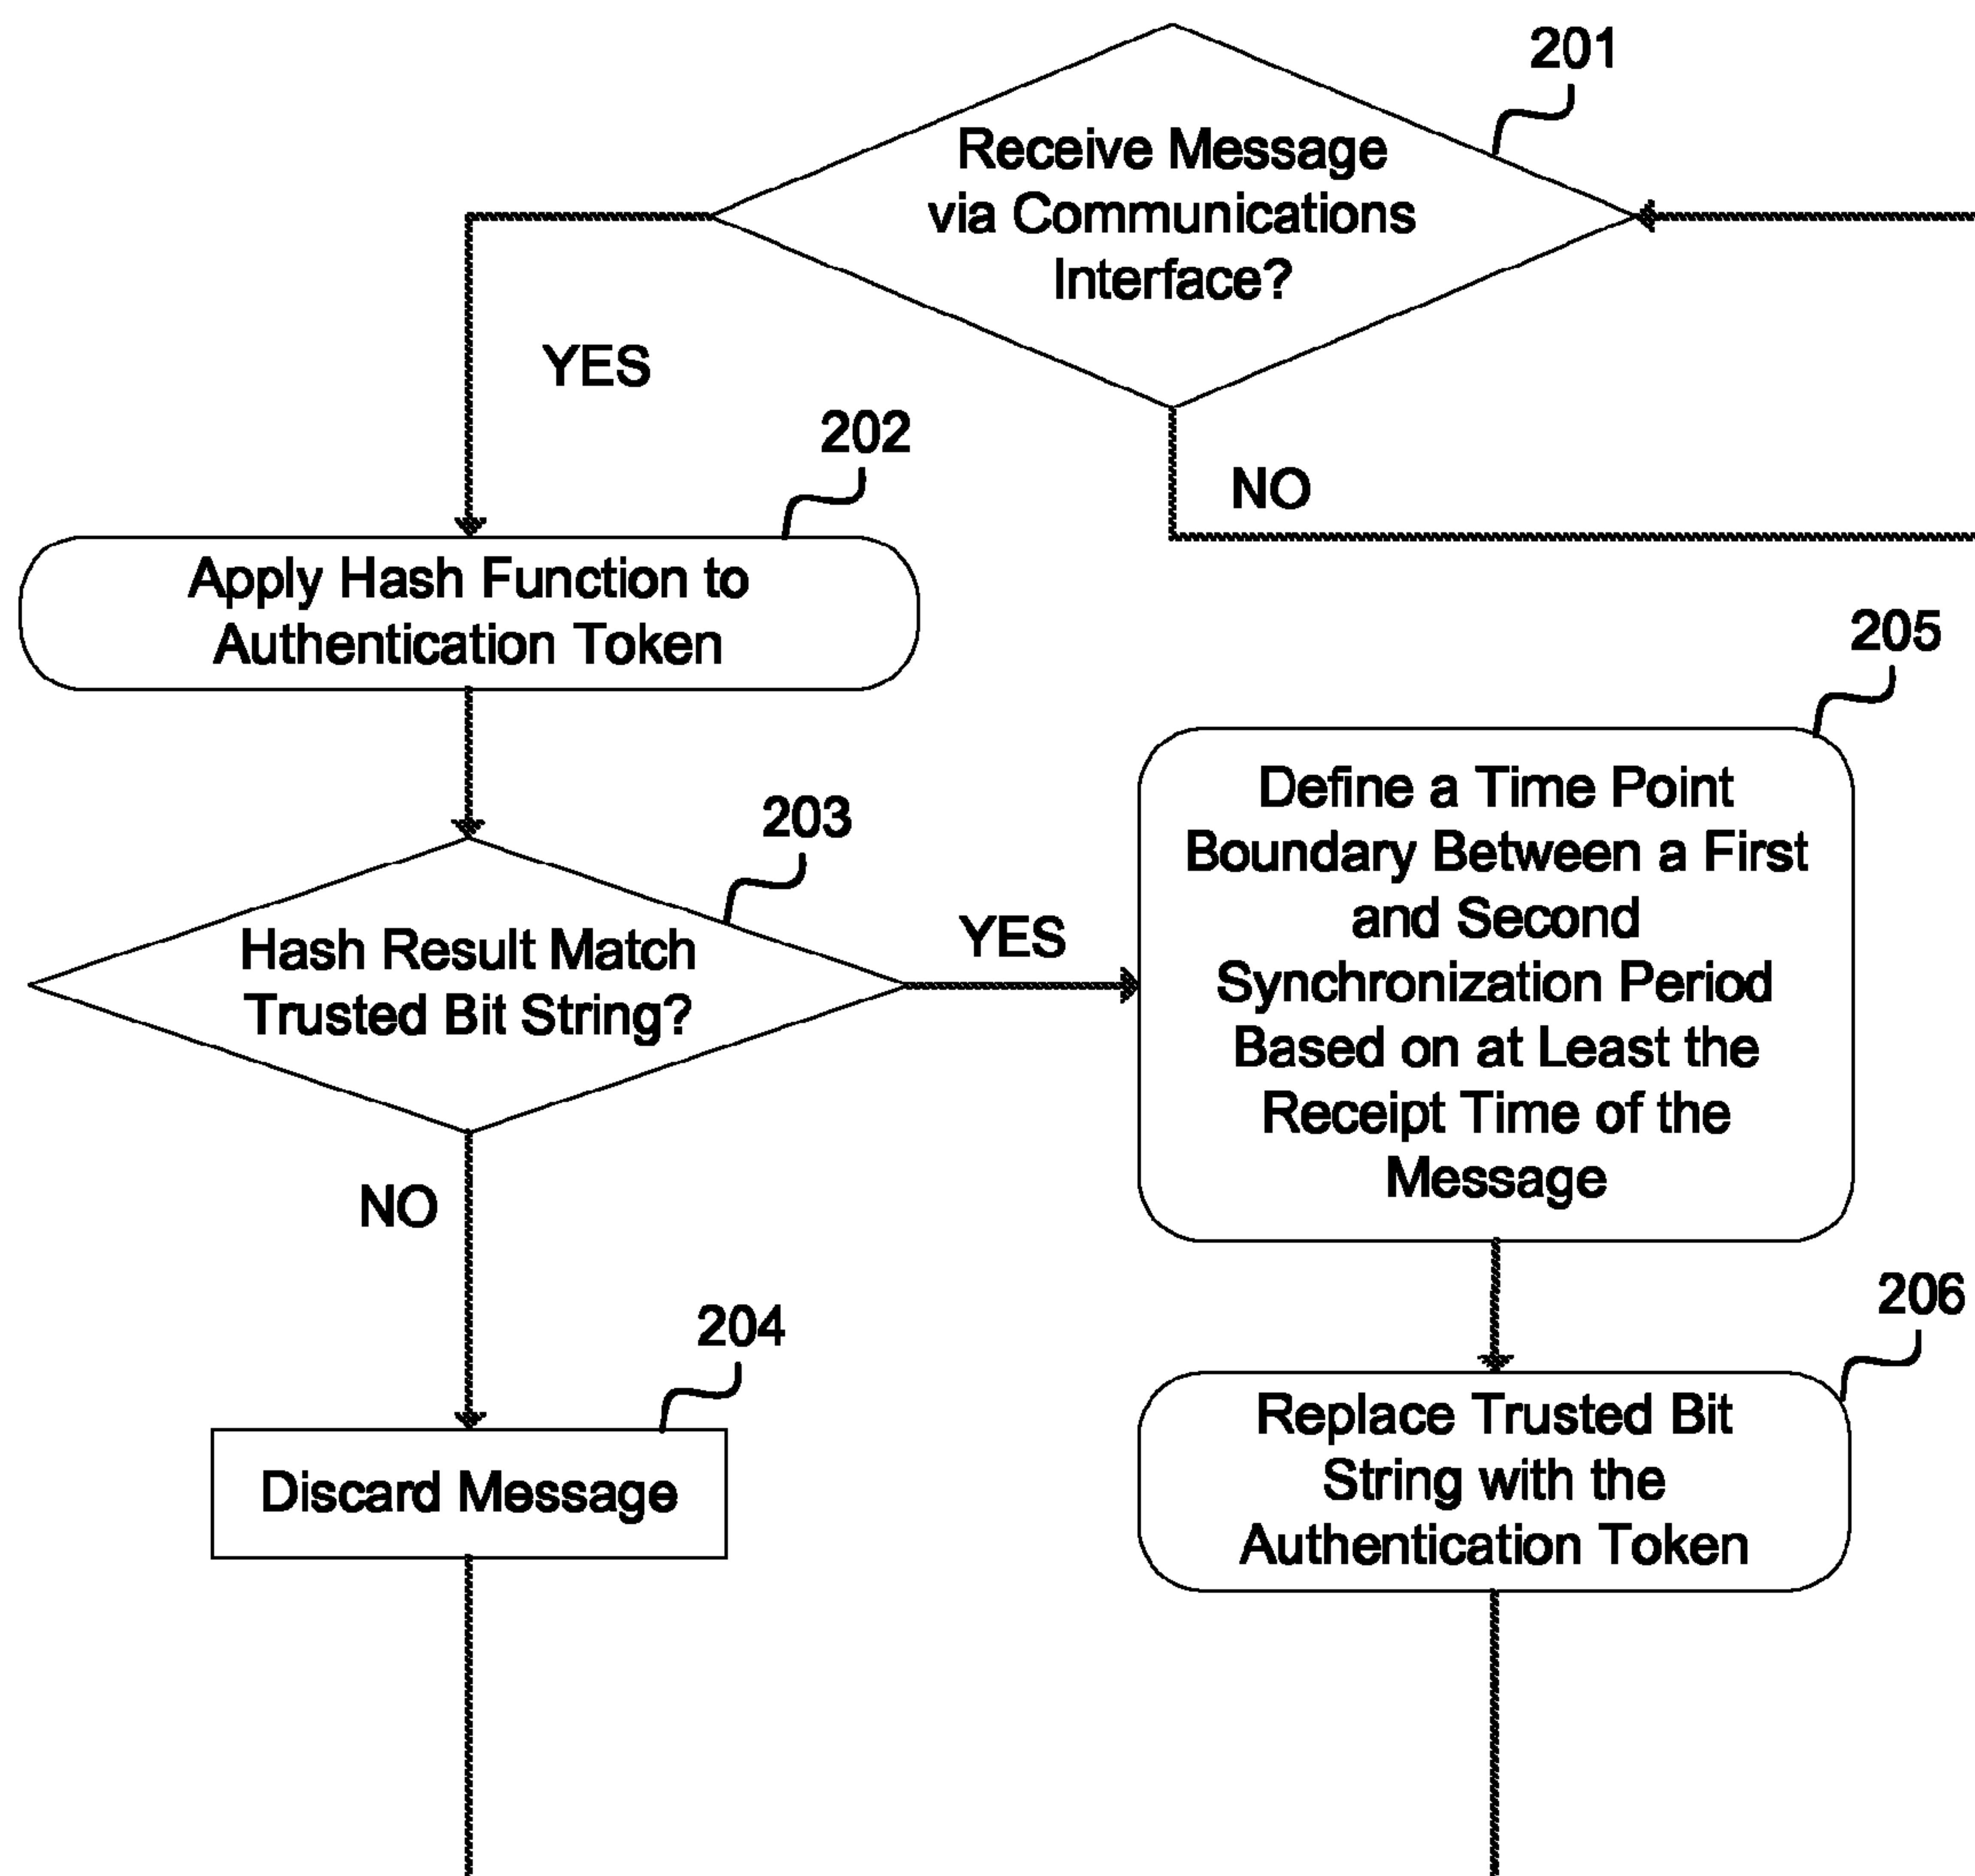 201
Receive Message
via Communications
Interface?
YES
NO
202
Apply Hash Function to
Authentication Token
203
Hash Result Match
Trusted Bit String?
YES
NO
204
Discard Message
205
Define a Time Point
Boundary Between a First
and Second
Synchronization Period
Based on at Least the
Receipt Time of the
Message
206
Replace Trusted Bit
String with the
Authentication Token